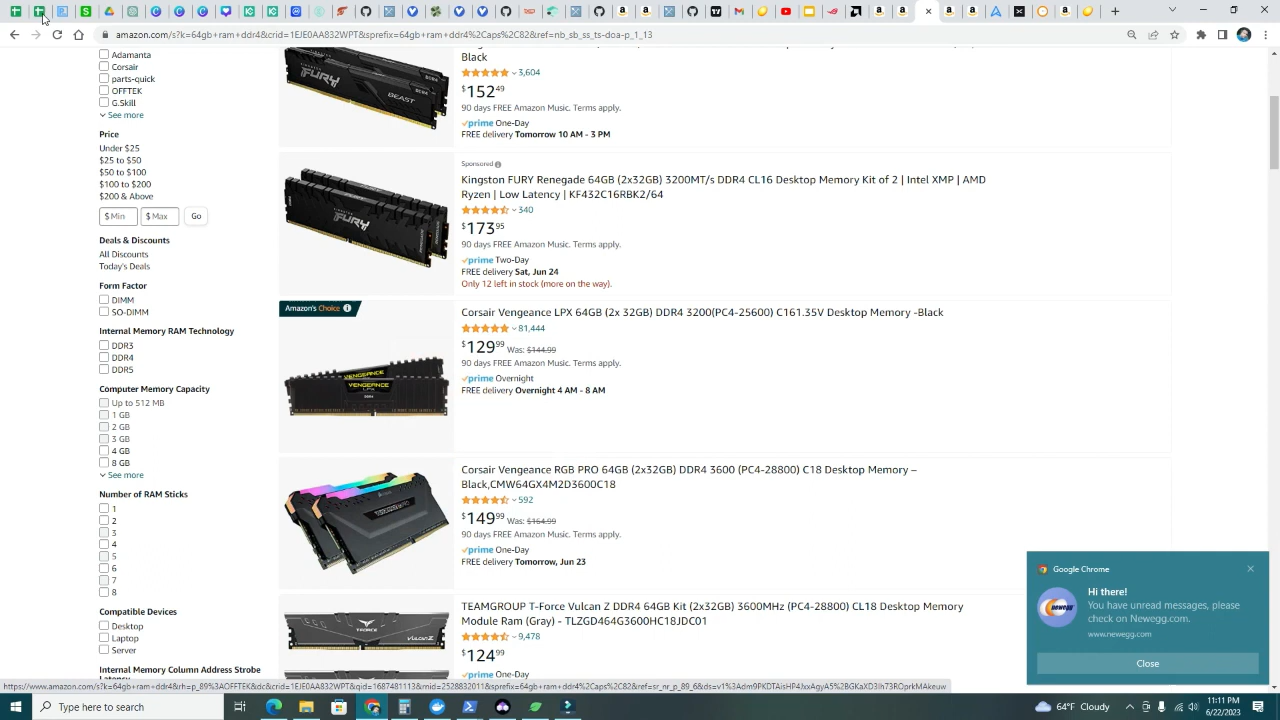 amazon.com/s?k=64gb+ram+ddr4&crid=1EJE0AA832WPT&sprefix=64gb+ram+ddr4%2Caps%2C82&ref=nb_sb_ss_ts-doa-p_1_13
Adamanta
Corsair
parts-quick
OFFTEK
G.Skill
See more
Price
Under $25
$25 to $50
$50 to $100
$100 to $200
$200 & Above
$ Min
$ Max
Go
Deals & Discounts
All Discounts
Today's Deals
Form Factor
DIMM
SO-DIMM
Internal Memory RAM Technology
DDR3
DDR4
DDR5
Computer Memory Capacity
Up to 512 MB
1 GB
2 GB
3 GB
4 GB
8 GB
See more
Number of RAM Sticks
1
2
3
4
5
6
7
8
Compatible Devices
Desktop
Laptop
Server
Internal Memory Column Address Strobe
Black
3,604
$152 49
90 days FREE Amazon Music. Terms apply.
prime One-Day
FREE delivery Tomorrow 10 AM - 3 PM
Sponsored
Kingston FURY Renegade 64GB (2x32GB) 3200MT/s DDR4 CL16 Desktop Memory Kit of 2 | Intel XMP | AMD
Ryzen | Low Latency | KF432C16RBK2/64
340
$173 95
90 days FREE Amazon Music. Terms apply.
prime Two-Day
FREE delivery Sat, Jun 24
Only 12 left in stock (more on the way).
Amazon's Choice
Corsair Vengeance LPX 64GB (2x 32GB) DDR4 3200(PC4-25600) C161.35V Desktop Memory -Black
81,444
$129 99 Was: $144.99
90 days FREE Amazon Music. Terms apply.
prime Overnight
FREE delivery Overnight 4 AM - 8 AM
Corsair Vengeance RGB PRO 64GB (2x32GB) DDR4 3600 (PC4-28800) C18 Desktop Memory –
Black,CMW64GX4M2D3600C18
592
$149 99 Was: $164.99
90 days FREE Amazon Music. Terms apply.
prime One-Day
FREE delivery Tomorrow, Jun 23
TEAMGROUP T-Force Vulcan Z DDR4 64GB Kit (2x32GB) 3600MHz (PC4-28800) CL18 Desktop Memory
Module Ram (Gray) - TLZGD464G3600HC18JDC01
9,478
$124 99
prime One-Day
FURY
BEAST
FURY
VENGEANCE
VENGEANCE
LPX
T-FORCE
VULCAN Z
Google Chrome
newegg
Hi there!
You have unread messages, please
check on Newegg.com.
www.newegg.com
Close
Type here to search
64°F Cloudy
11:11 PM
6/22/2023